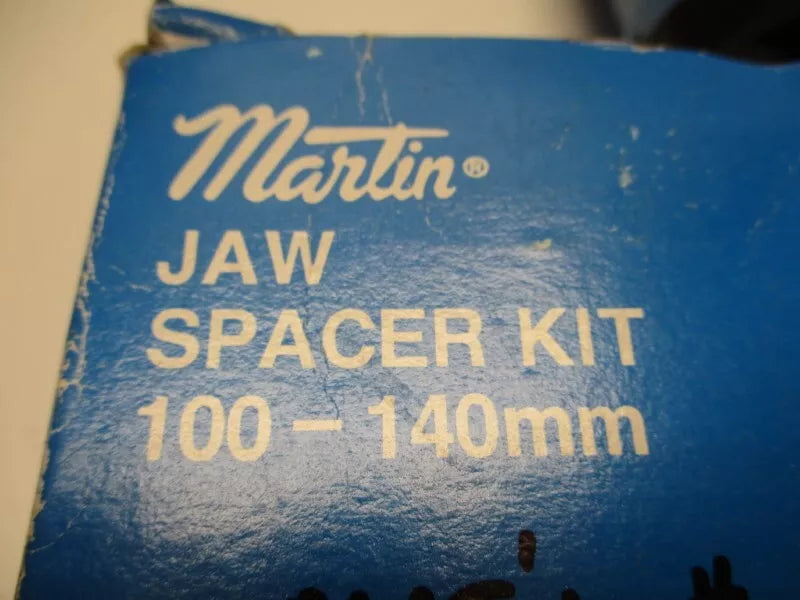 Martin®
JAW
SPACER KIT
100 – 140mm